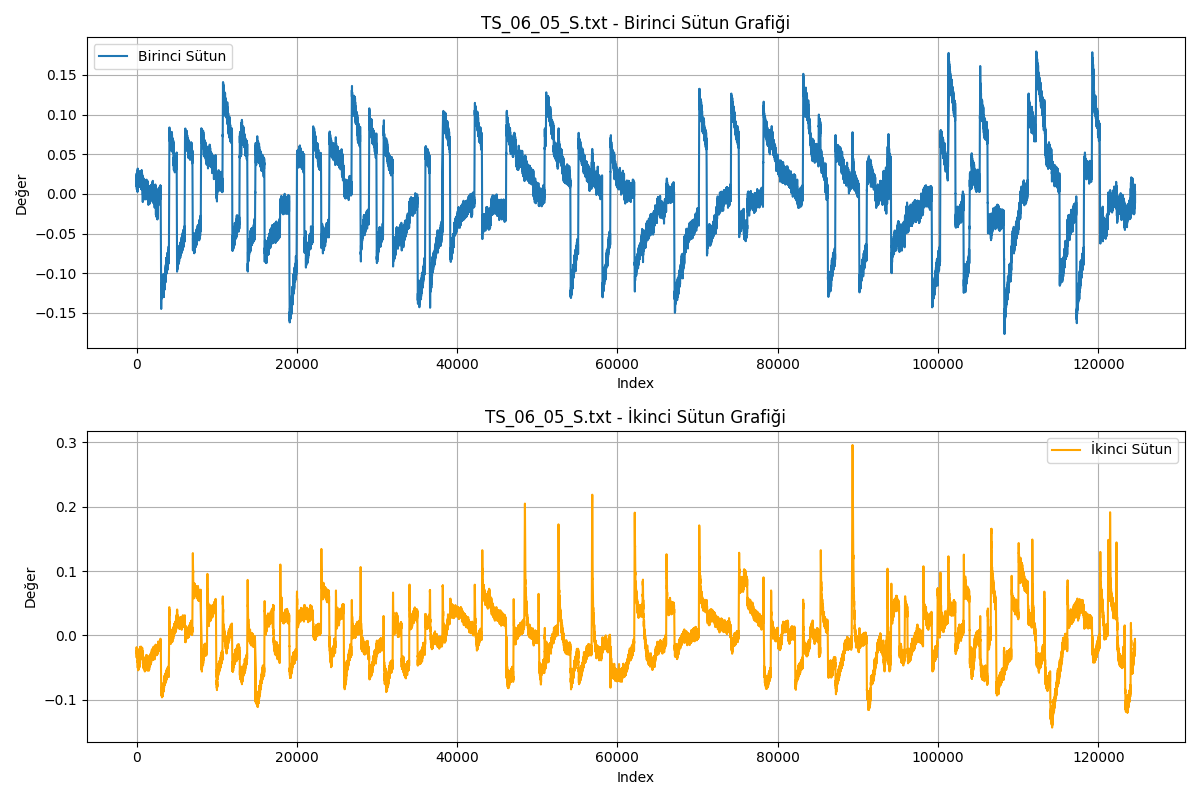 TS_06_05_S.txt - Birinci Sütun Grafiği
Birinci Sütun
0.15
0.10
0.05
0.00
−0.05
−0.10
−0.15
Değer
0 20000 40000 60000 80000 100000 120000
Index
TS_06_05_S.txt - İkinci Sütun Grafiği
İkinci Sütun
0.3
0.2
0.1
0.0
−0.1
Değer
0 20000 40000 60000 80000 100000 120000
Index